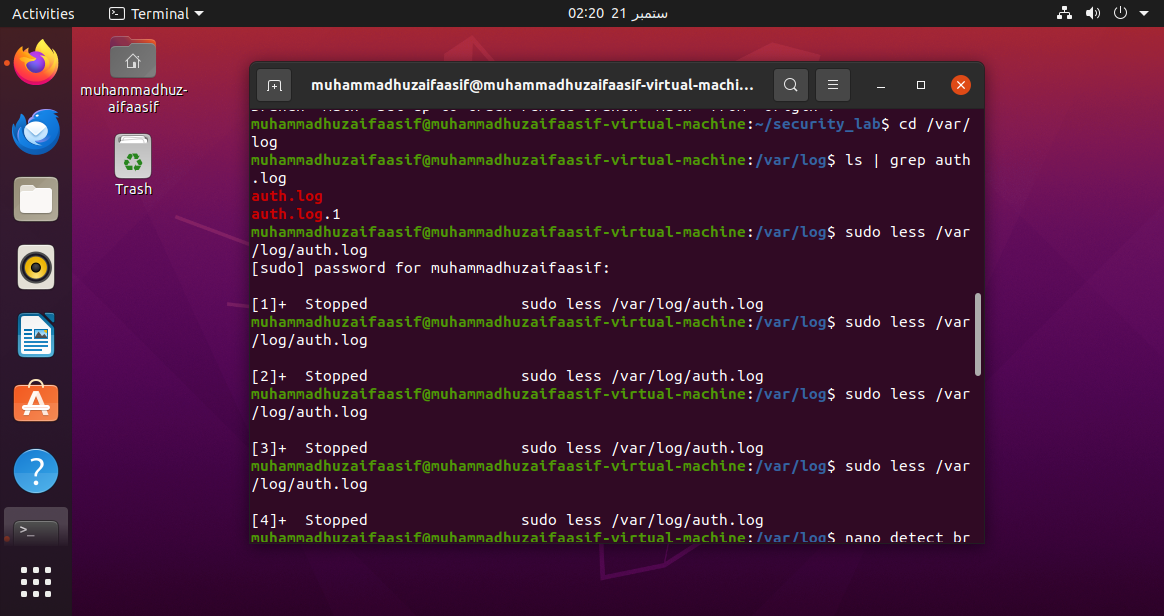 Activities
Terminal
02:20 21 ستمبر
muhammadhuz-
aifaasif
Trash
muhammadhuzaifaasif@muhammadhuzaifaasif-virtual-machi...
muhammadhuzaifaasif@muhammadhuzaifaasif-virtual-machine:~/security_lab$ cd /var/
log
muhammadhuzaifaasif@muhammadhuzaifaasif-virtual-machine:/var/log$ ls | grep auth
.log
auth.log
auth.log.1
muhammadhuzaifaasif@muhammadhuzaifaasif-virtual-machine:/var/log$ sudo less /var
/log/auth.log
[sudo] password for muhammadhuzaifaasif:
[1]+  Stopped                 sudo less /var/log/auth.log
muhammadhuzaifaasif@muhammadhuzaifaasif-virtual-machine:/var/log$ sudo less /var
/log/auth.log
[2]+  Stopped                 sudo less /var/log/auth.log
muhammadhuzaifaasif@muhammadhuzaifaasif-virtual-machine:/var/log$ sudo less /var
/log/auth.log
[3]+  Stopped                 sudo less /var/log/auth.log
muhammadhuzaifaasif@muhammadhuzaifaasif-virtual-machine:/var/log$ sudo less /var
/log/auth.log
[4]+  Stopped                 sudo less /var/log/auth.log
muhammadhuzaifaasif@muhammadhuzaifaasif-virtual-machine:/var/log$ nano detect_br